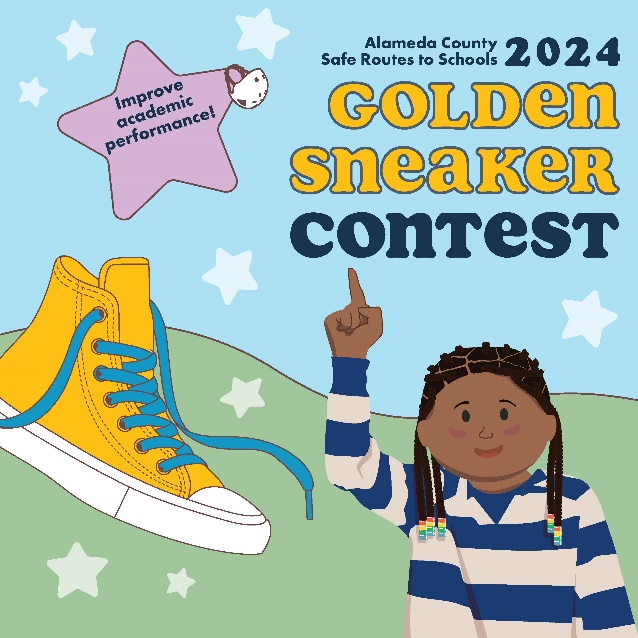 Alameda County
Safe Routes to Schools 2024
GOLDEN
SNEAKER
CONTEST
Improve
academic
performance!